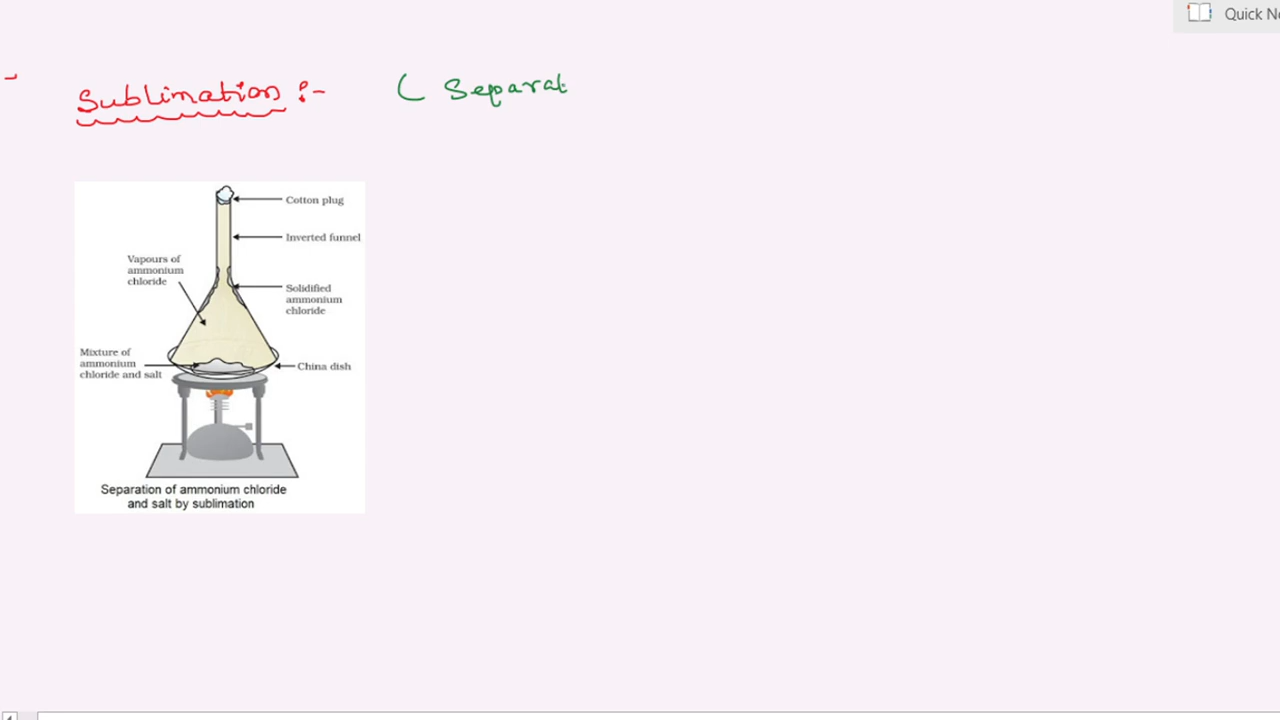 Quick No
Sublimation :- ( Separat
Cotton plug
Inverted funnel
Vapours of
ammonium
chloride
Solidified
ammonium
chloride
Mixture of
ammonium
chloride and salt
China dish
Separation of ammonium chloride
and salt by sublimation